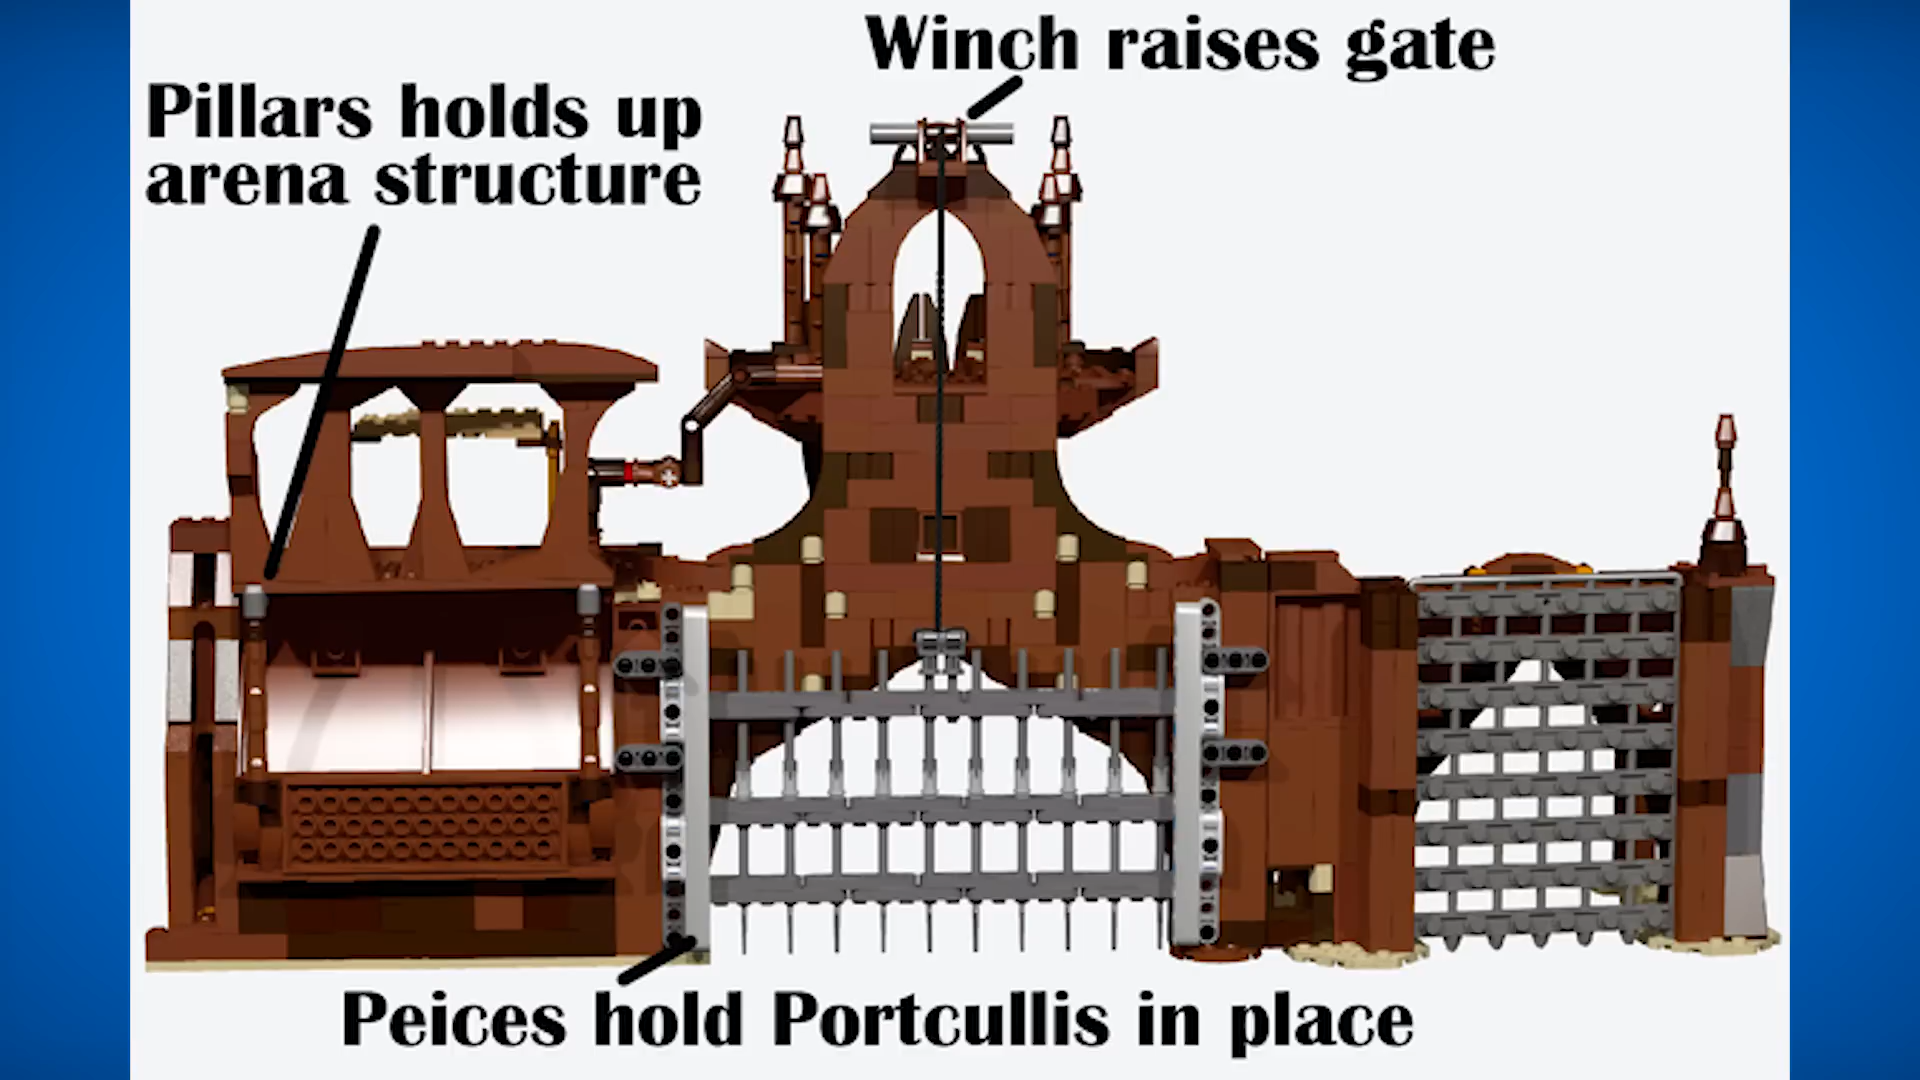 Winch raises gate
Pillars holds up
arena structure
Peices hold Portcullis in place